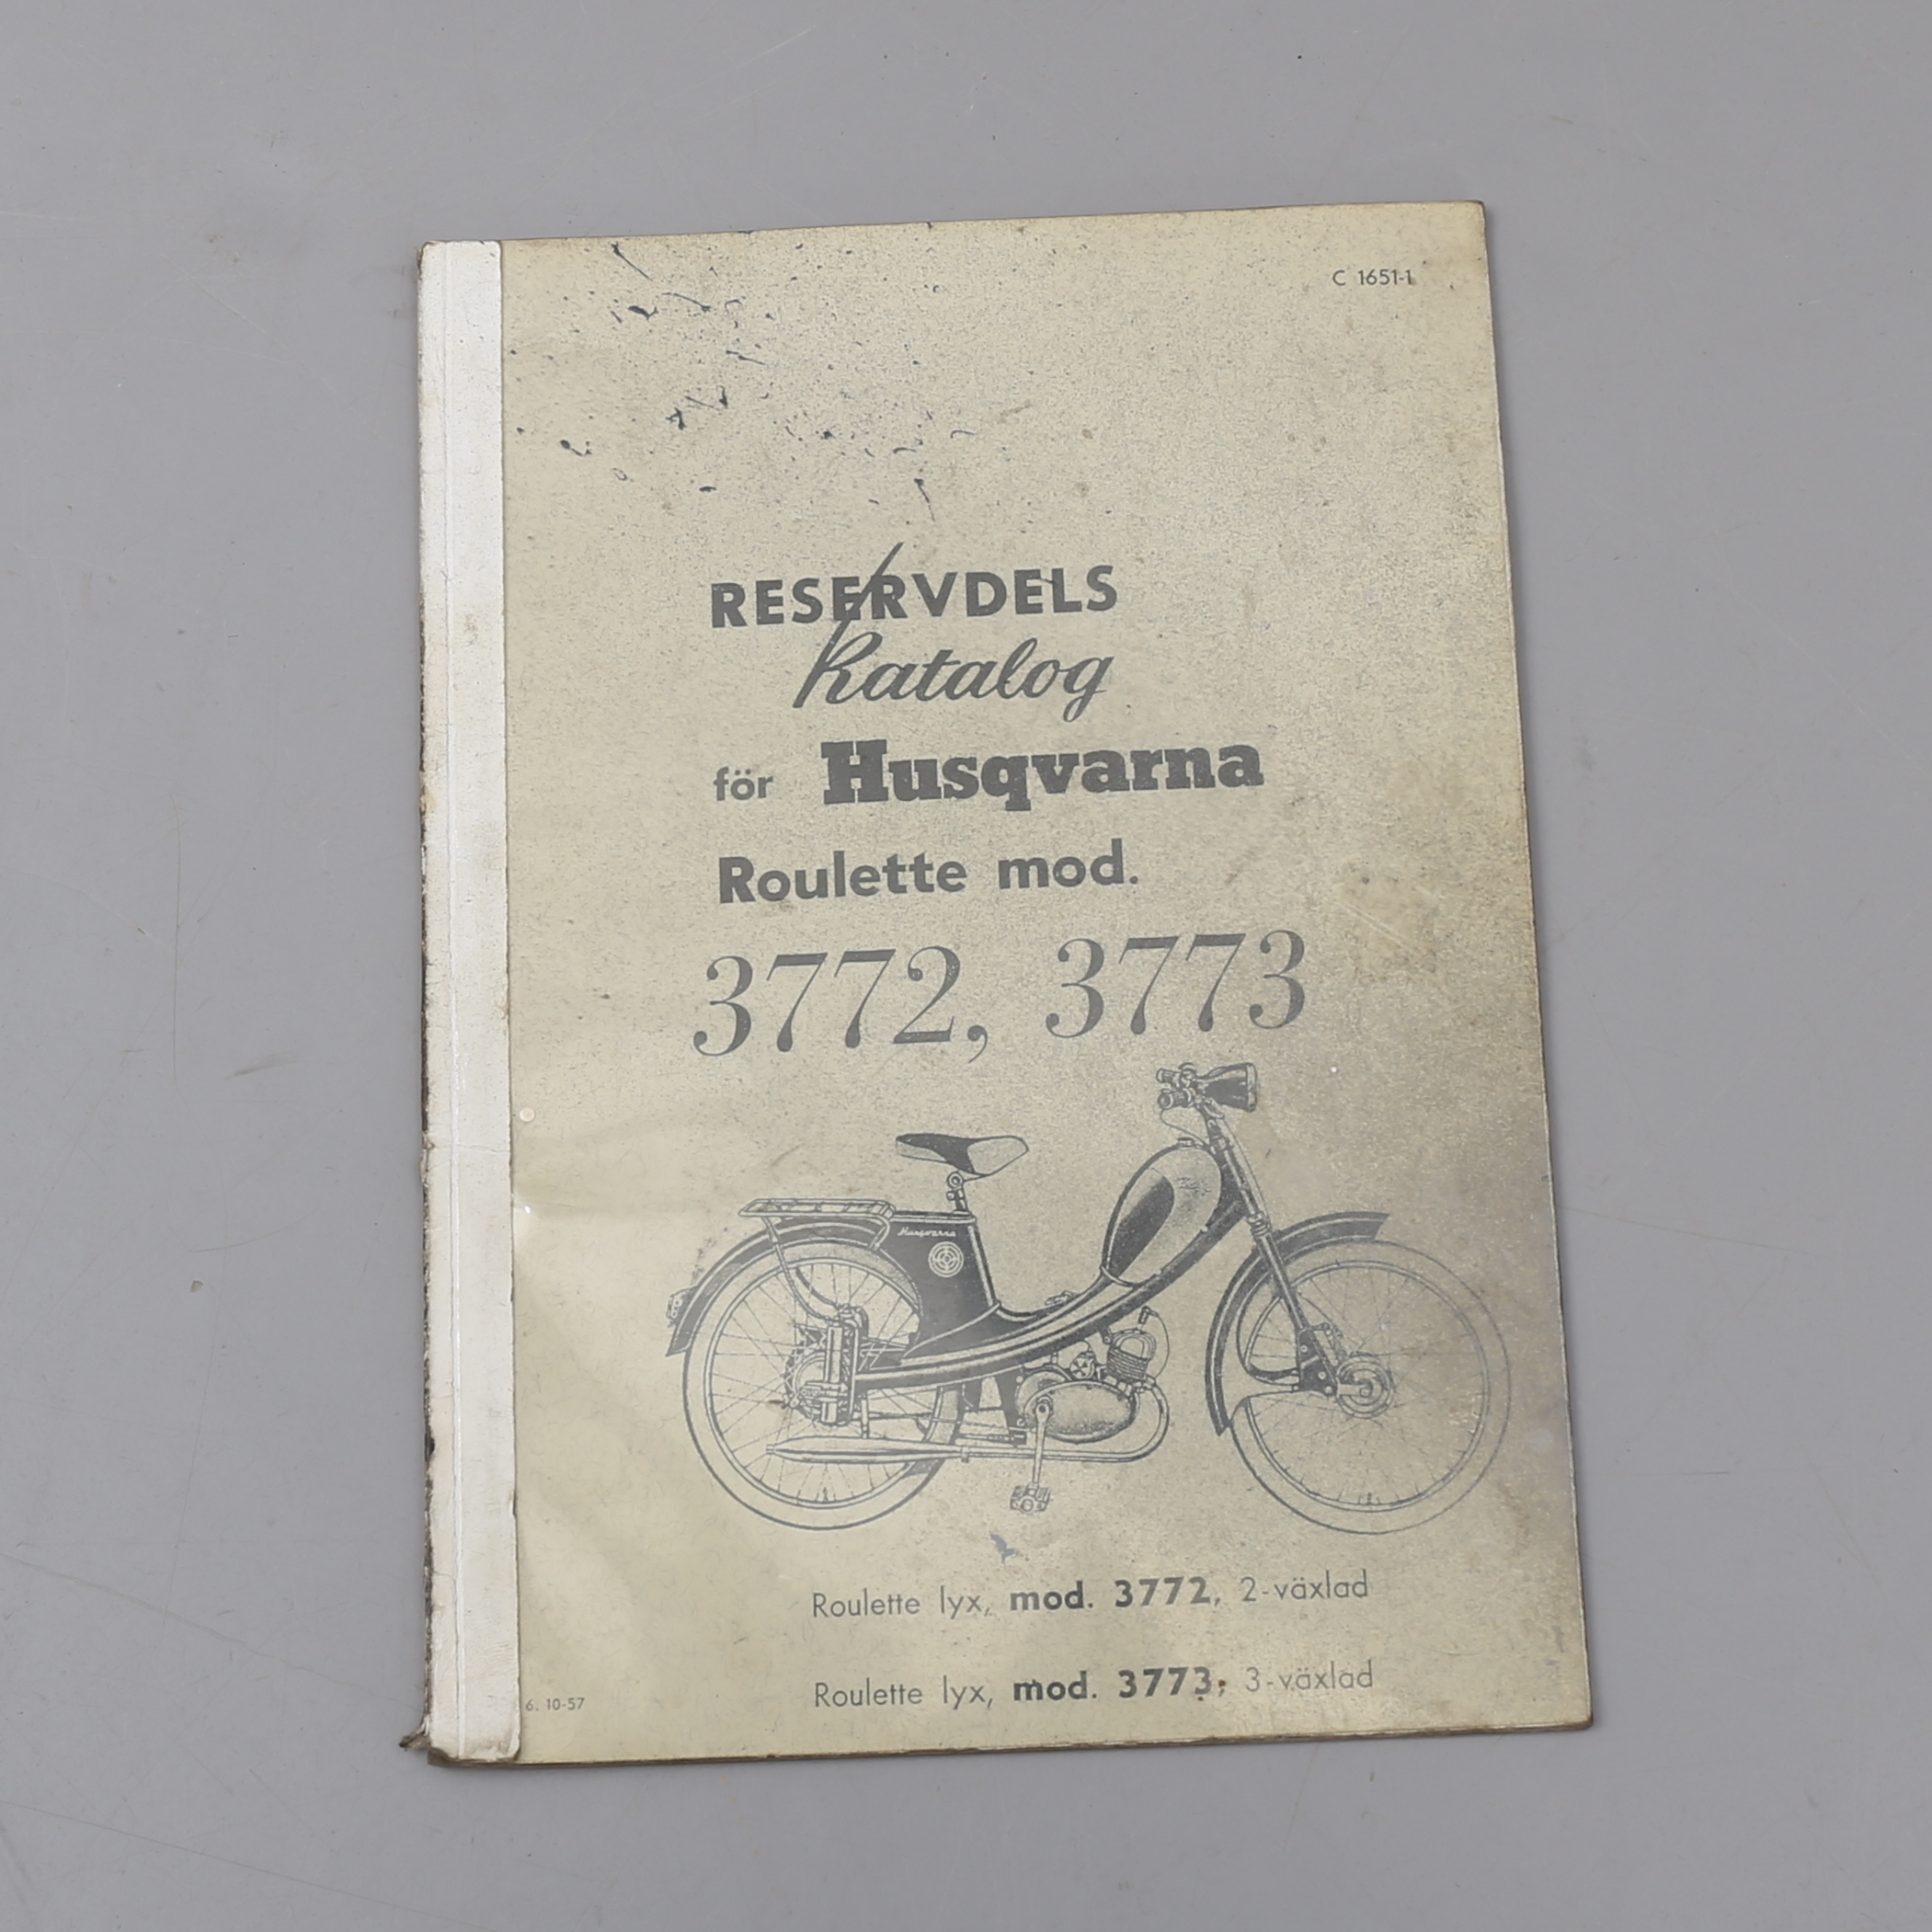 C 1651-1
RESERVDELS
Katalog
för Husqvarna
Roulette mod.
3772, 3773
Husqvarna
Roulette lyx, mod. 3772, 2-växlad
Roulette lyx, mod. 3773, 3-växlad
6. 10-57